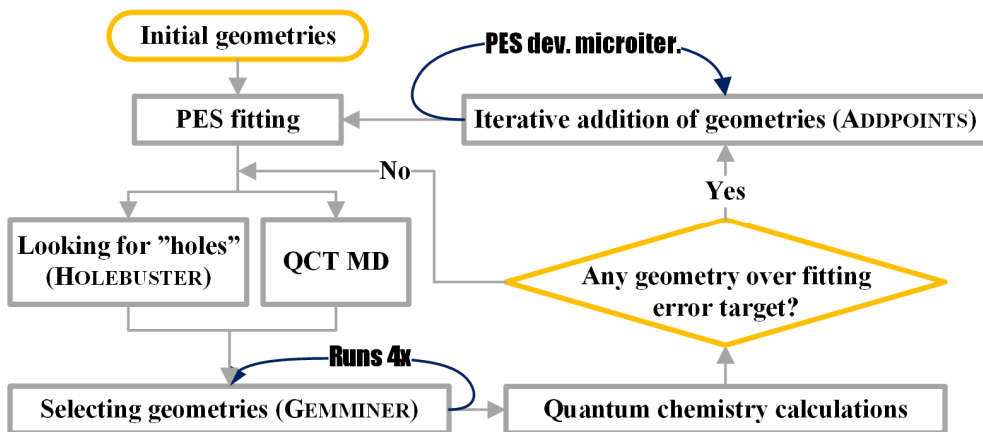 Initial geometries
PES dev. microiter.
PES fitting
Iterative addition of geometries (ADDPOINTS)
No
Yes
Looking for ”holes”
(HOLEBUSTER)
QCT MD
Any geometry over fitting
error target?
Runs 4x
Selecting geometries (GEMMINER)
Quantum chemistry calculations